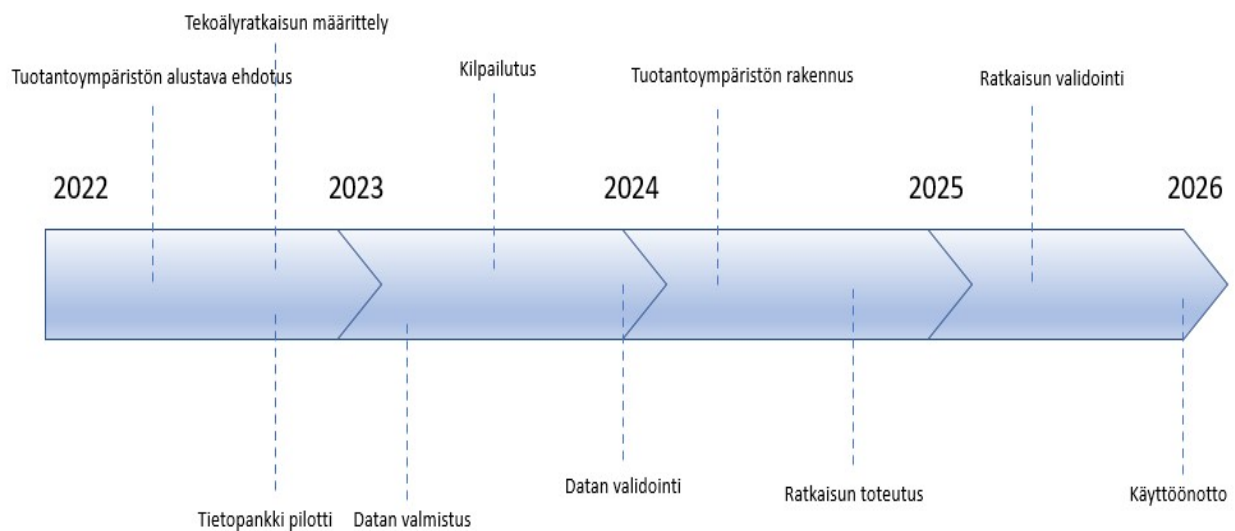 Tekoälyratkaisun määrittely
Tuotantoympäristön alustava ehdotus
Kilpailutus
Tuotantoympäristön rakennus
Ratkaisun validointi
2022
2023
2024
2025
2026
Datan validointi
Ratkaisun toteutus
Käyttöönotto
Tietopankki pilotti
Datan valmistus